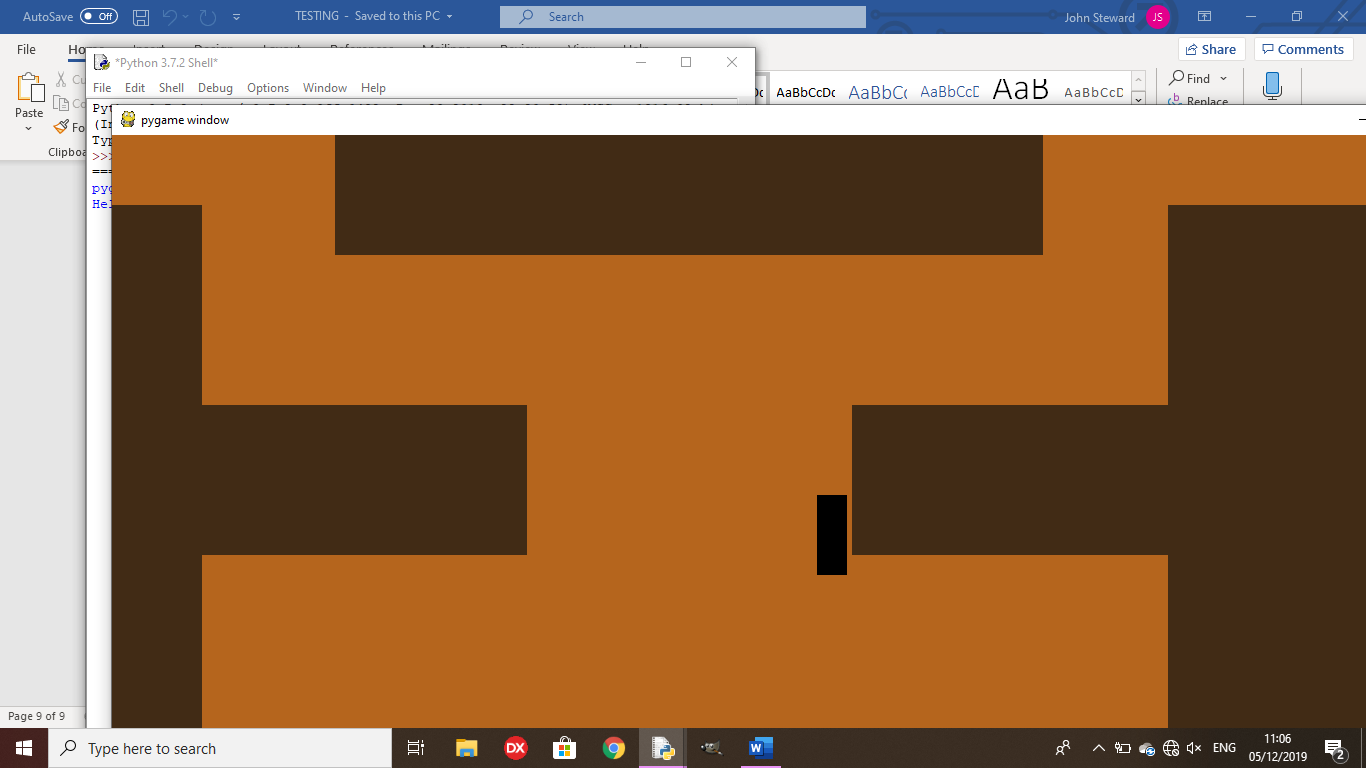 AutoSave Off TESTING - Saved to this PC Search John Steward JS
File
Share Comments
*Python 3.7.2 Shell*
File Edit Shell Debug Options Window Help
Paste
AaBbCcDc AaBbCc AaBbCcD AaB AaBbCcD
Find
Replace
pygame window
>>>
Page 9 of 9
Type here to search
DX
W
ENG
11:06
05/12/2019
2